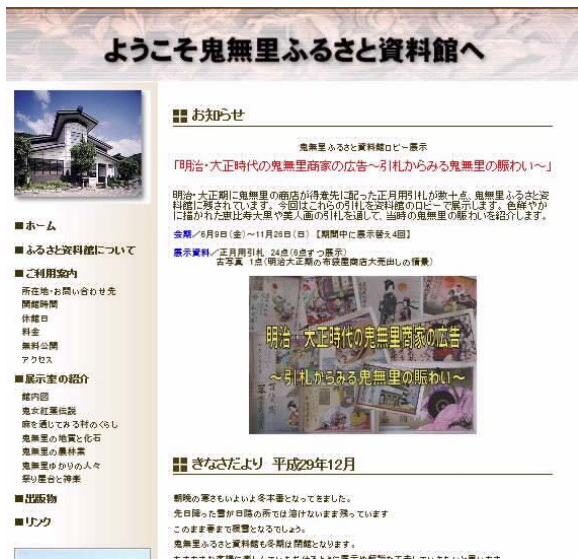 ようこそ鬼無里ふるさと資料館へ
お知らせ
鬼無里ふるさと資料館ロビー展示
「明治・大正時代の鬼無里商家の広告～引札からみる鬼無里の賑わい～」
明治・大正期に鬼無里の商店が得意先に配った正月用引札が数十点、鬼無里ふるさと資
料館に残されています。今回はこれらの引札を資料館のロビーで展示します。色鮮やか
に描かれた恵比寿大黒や美人画の引札を通して、当時の鬼無里の賑わいを紹介します。
会期／6月9日(金)～11月26日(日) 【期間中に展示替え4回】
展示資料／正月用引札 24点(6点ずつ展示)
古写真 1点(明治大正期の布袋屋商店大売出しの情景)
明治・大正時代の鬼無里商家の広告
～引札からみる鬼無里の賑わい～
■ホーム
■ふるさと資料館について
■ご利用案内
所在地・お問い合わせ先
開館時間
休館日
料金
無料公開
アクセス
■展示室の紹介
館内図
鬼女紅葉伝説
麻を通じてみる村のくらし
鬼無里の地質と化石
鬼無里の農林業
鬼無里ゆかりの人々
祭り屋台と神楽
■出版物
■リンク
きなさだより 平成29年12月
朝晩の寒さもいよいよ冬本番となってきました。
先日降った雪が日陰の所では溶けないまま残っています
このまま春まで根雪となるでしょう。
鬼無里ふるさと資料館も冬期は閉館となります。